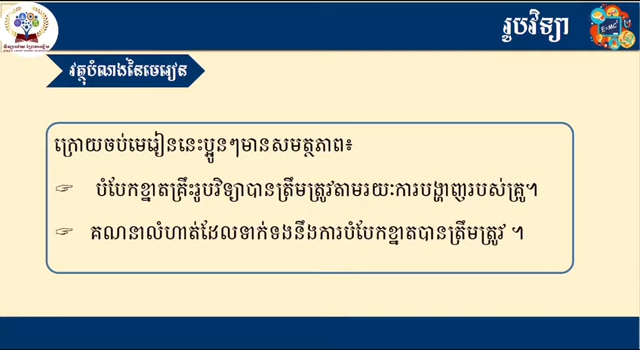 រូបវិទ្យា
E=MC²
វត្ថុបំណងនៃមេរៀន
ក្រោយចប់មេរៀននេះប្អូនៗមានសមត្ថភាព៖
☞ បំបែកខ្នាតគ្រឹះរូបវិទ្យាបានត្រឹមត្រូវតាមរយៈការបង្ហាញរបស់គ្រូ។
☞ គណនាលំហាត់ដែលទាក់ទងនឹងការបំបែកខ្នាតបានត្រឹមត្រូវ ។